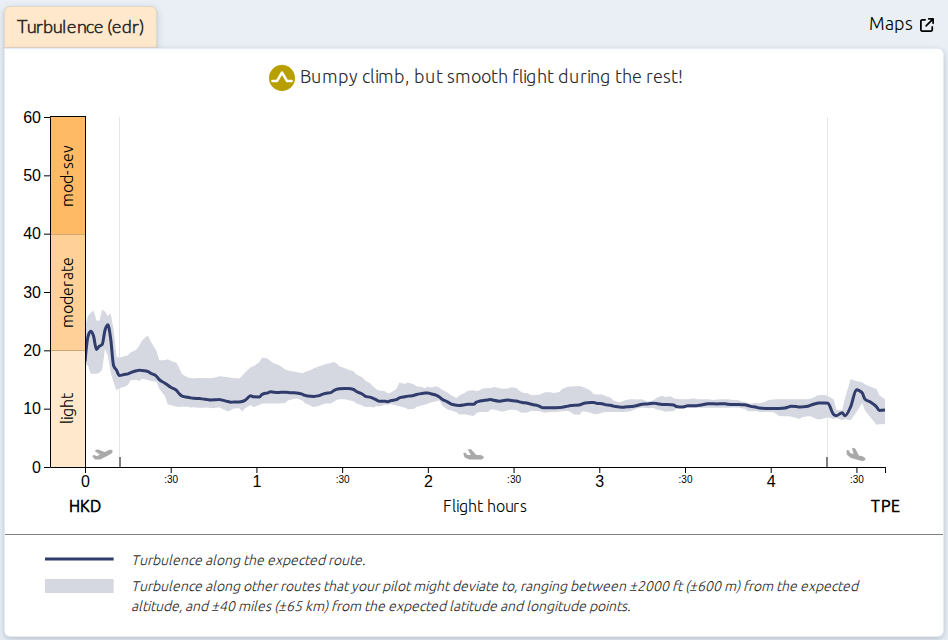 Turbulence (edr)
Maps
Bumpy climb, but smooth flight during the rest!
60
50
40
30
20
10
0
mod-sev
moderate
light
0 :30 1 :30 2 :30 3 :30 4 :30
HKD Flight hours TPE
Turbulence along the expected route.
Turbulence along other routes that your pilot might deviate to, ranging between ±2000 ft (±600 m) from the expected
altitude, and ±40 miles (±65 km) from the expected latitude and longitude points.